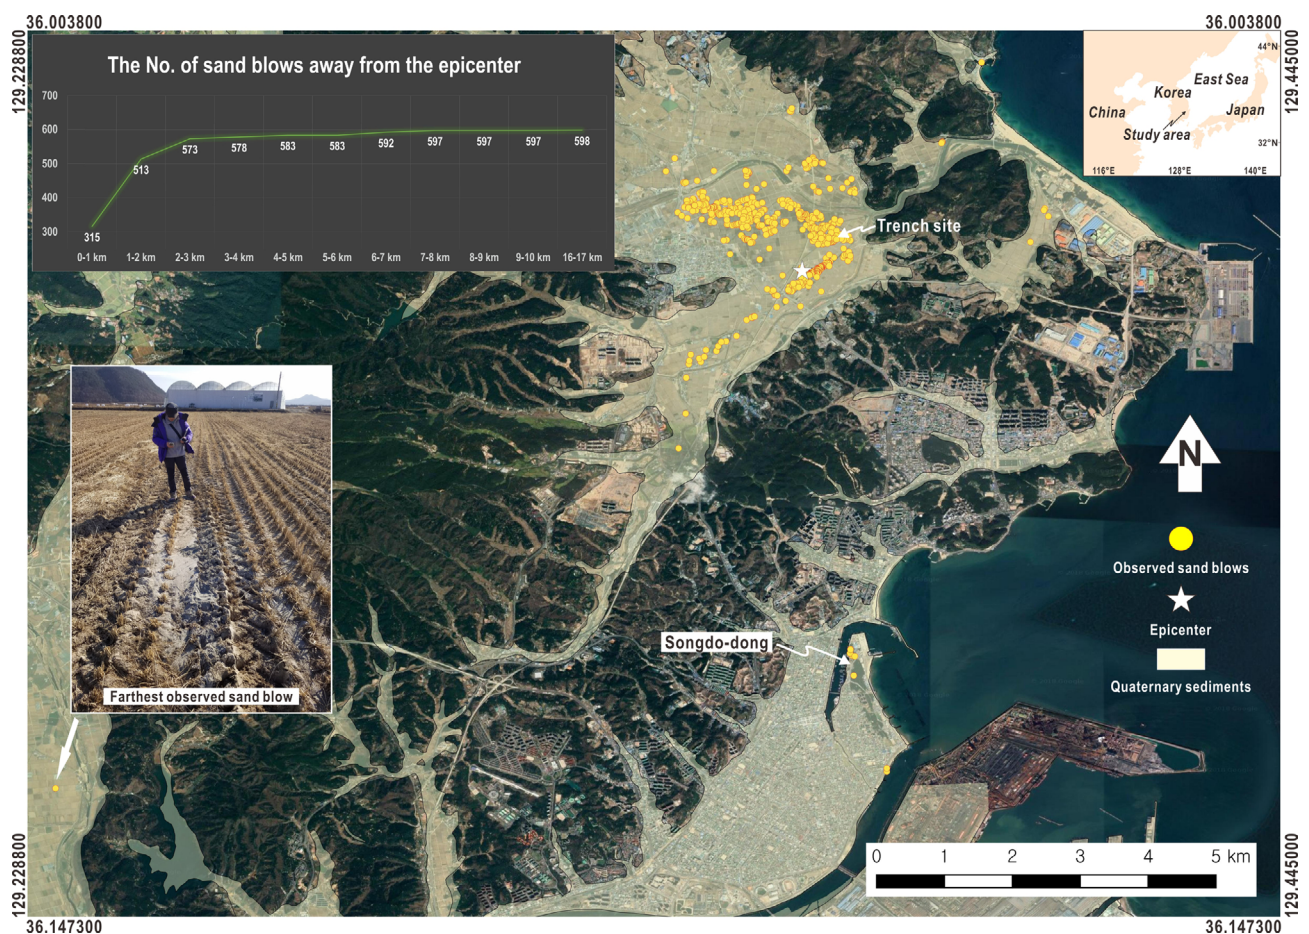 36.003800
36.003800
129.228800
129.445000
The No. of sand blows away from the epicenter
700
600
500
400
300
315
513
573
578
583
583
592
597
597
597
598
0-1 km
1-2 km
2-3 km
3-4 km
4-5 km
5-6 km
6-7 km
7-8 km
8-9 km
9-10 km
16-17 km
44°N
East Sea
Korea
China
Japan
Study area
32°N
116°E
128°E
140°E
Trench site
N
Observed sand blows
Epicenter
Quaternary sediments
Songdo-dong
Farthest observed sand blow
0
1
2
3
4
5 km
129.228800
129.445000
36.147300
36.147300